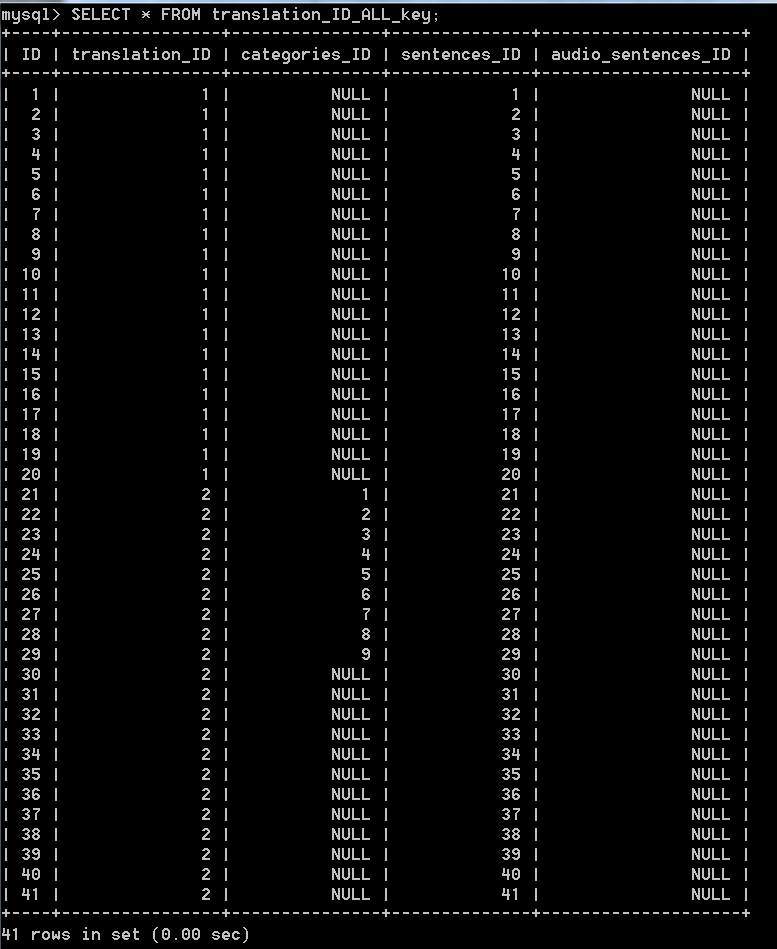 mysql> SELECT * FROM translation_ID_ALL_key;
+----+----------------+---------------+--------------+--------------------+
| ID | translation_ID | categories_ID | sentences_ID | audio_sentences_ID |
+----+----------------+---------------+--------------+--------------------+
| 1 | 1 | NULL | 1 | NULL |
| 2 | 1 | NULL | 2 | NULL |
| 3 | 1 | NULL | 3 | NULL |
| 4 | 1 | NULL | 4 | NULL |
| 5 | 1 | NULL | 5 | NULL |
| 6 | 1 | NULL | 6 | NULL |
| 7 | 1 | NULL | 7 | NULL |
| 8 | 1 | NULL | 8 | NULL |
| 9 | 1 | NULL | 9 | NULL |
| 10 | 1 | NULL | 10 | NULL |
| 11 | 1 | NULL | 11 | NULL |
| 12 | 1 | NULL | 12 | NULL |
| 13 | 1 | NULL | 13 | NULL |
| 14 | 1 | NULL | 14 | NULL |
| 15 | 1 | NULL | 15 | NULL |
| 16 | 1 | NULL | 16 | NULL |
| 17 | 1 | NULL | 17 | NULL |
| 18 | 1 | NULL | 18 | NULL |
| 19 | 1 | NULL | 19 | NULL |
| 20 | 1 | NULL | 20 | NULL |
| 21 | 2 | 1 | 21 | NULL |
| 22 | 2 | 2 | 22 | NULL |
| 23 | 2 | 3 | 23 | NULL |
| 24 | 2 | 4 | 24 | NULL |
| 25 | 2 | 5 | 25 | NULL |
| 26 | 2 | 6 | 26 | NULL |
| 27 | 2 | 7 | 27 | NULL |
| 28 | 2 | 8 | 28 | NULL |
| 29 | 2 | 9 | 29 | NULL |
| 30 | 2 | NULL | 30 | NULL |
| 31 | 2 | NULL | 31 | NULL |
| 32 | 2 | NULL | 32 | NULL |
| 33 | 2 | NULL | 33 | NULL |
| 34 | 2 | NULL | 34 | NULL |
| 35 | 2 | NULL | 35 | NULL |
| 36 | 2 | NULL | 36 | NULL |
| 37 | 2 | NULL | 37 | NULL |
| 38 | 2 | NULL | 38 | NULL |
| 39 | 2 | NULL | 39 | NULL |
| 40 | 2 | NULL | 40 | NULL |
| 41 | 2 | NULL | 41 | NULL |
+----+----------------+---------------+--------------+--------------------+
41 rows in set (0.00 sec)